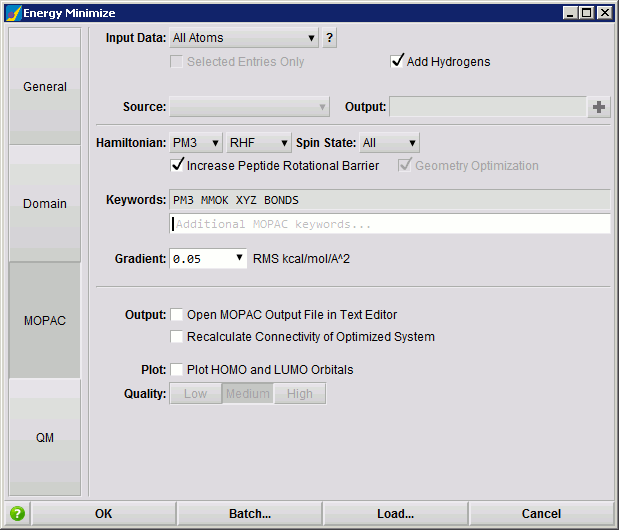 Energy Minimize
Input Data: All Atoms ?
Selected Entries Only Add Hydrogens
General
Source: Output:
Hamiltonian: PM3 RHF Spin State: All
Increase Peptide Rotational Barrier Geometry Optimization
Domain
Keywords: PM3 MMOK XYZ BONDS
Additional MOPAC keywords...
Gradient: 0.05 RMS kcal/mol/A^2
MOPAC
Output: Open MOPAC Output File in Text Editor
Recalculate Connectivity of Optimized System
Plot: Plot HOMO and LUMO Orbitals
Quality: Low Medium High
QM
? OK Batch... Load... Cancel